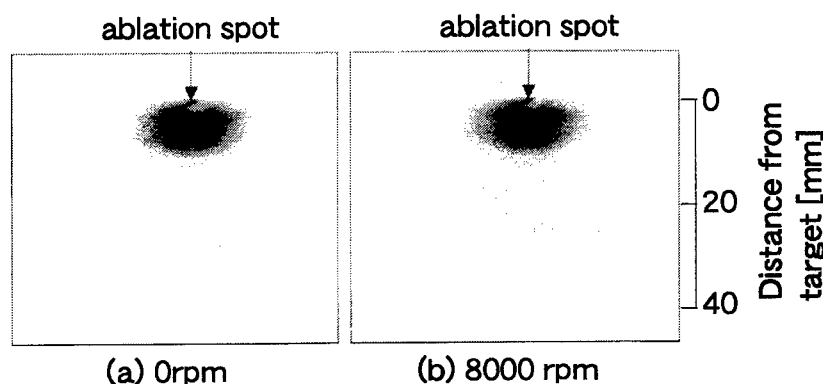 ablation spot
ablation spot
0
20
40
Distance from
target [mm]
(a) 0rpm
(b) 8000 rpm